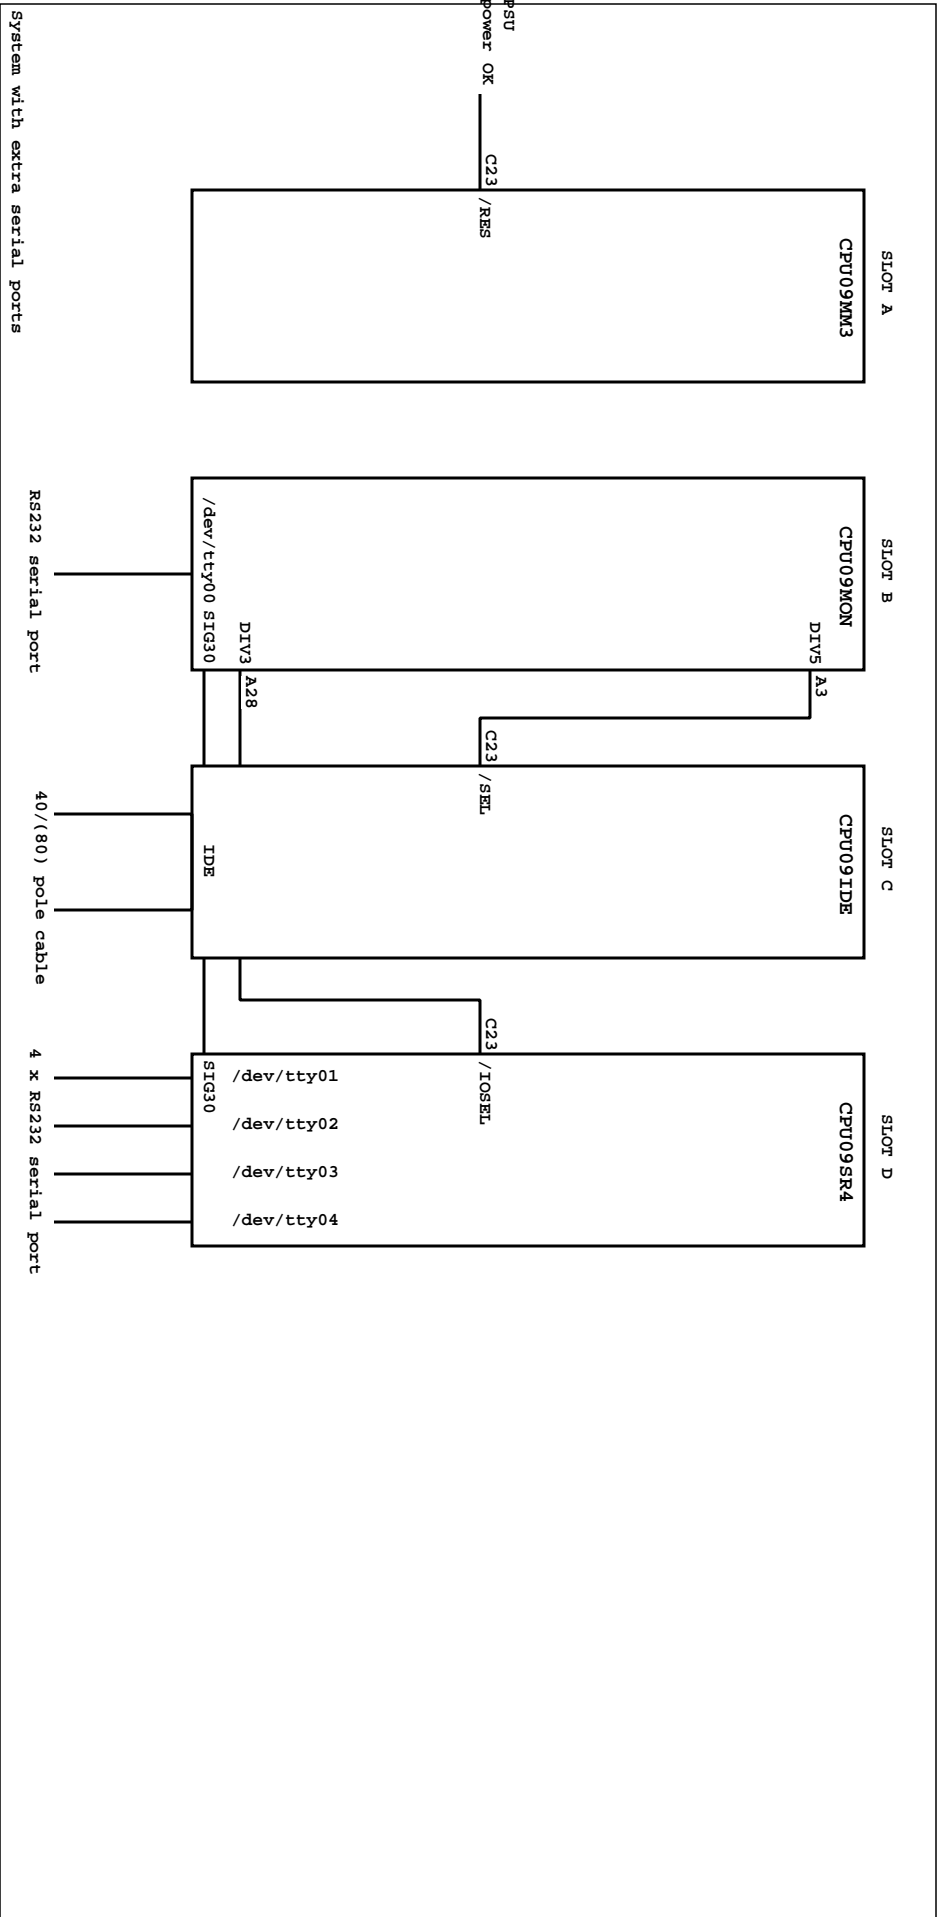 SLOT A
SLOT B
SLOT C
SLOT D
CPU09MM3
CPU09MON
CPU09IDE
CPU09SR4
DIV5
A3
PSU
power OK
C23
/RES
C23
/SEL
C23
/IOSEL
DIV3
A28
/dev/tty01
/dev/tty02
/dev/tty03
/dev/tty04
/dev/tty00 SIG30
IDE
SIG30
RS232 serial port
40/(80) pole cable
4 x RS232 serial port
System with extra serial ports